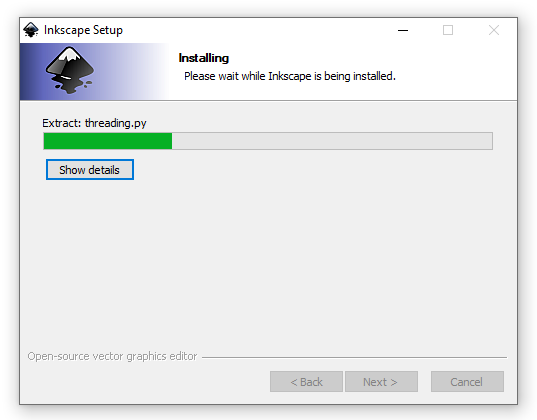 Inkscape Setup
Installing
Please wait while Inkscape is being installed.
Extract: threading.py
Show details
Open-source vector graphics editor
< Back
Next >
Cancel